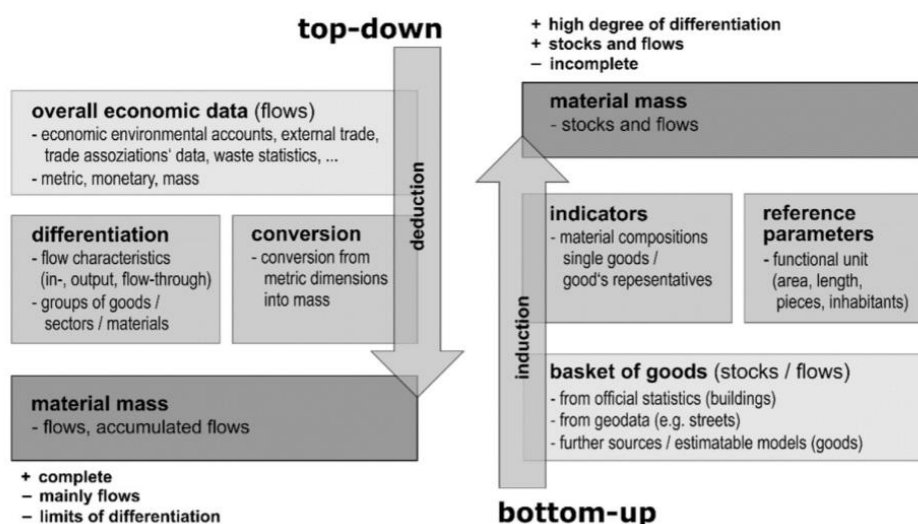 top-down
overall economic data (flows)
- economic environmental accounts, external trade,
trade assoziations' data, waste statistics, ...
- metric, monetary, mass
differentiation
- flow characteristics
(in-, output, flow-through)
- groups of goods /
sectors / materials
conversion
- conversion from
metric dimensions
into mass
deduction
material mass
- flows, accumulated flows
+ complete
– mainly flows
– limits of differentiation
+ high degree of differentiation
+ stocks and flows
– incomplete
material mass
- stocks and flows
indicators
- material compositions
single goods /
good's representatives
reference
parameters
- functional unit
(area, length,
pieces, inhabitants)
induction
basket of goods (stocks / flows)
- from official statistics (buildings)
- from geodata (e.g. streets)
- further sources / estimatable models (goods)
bottom-up